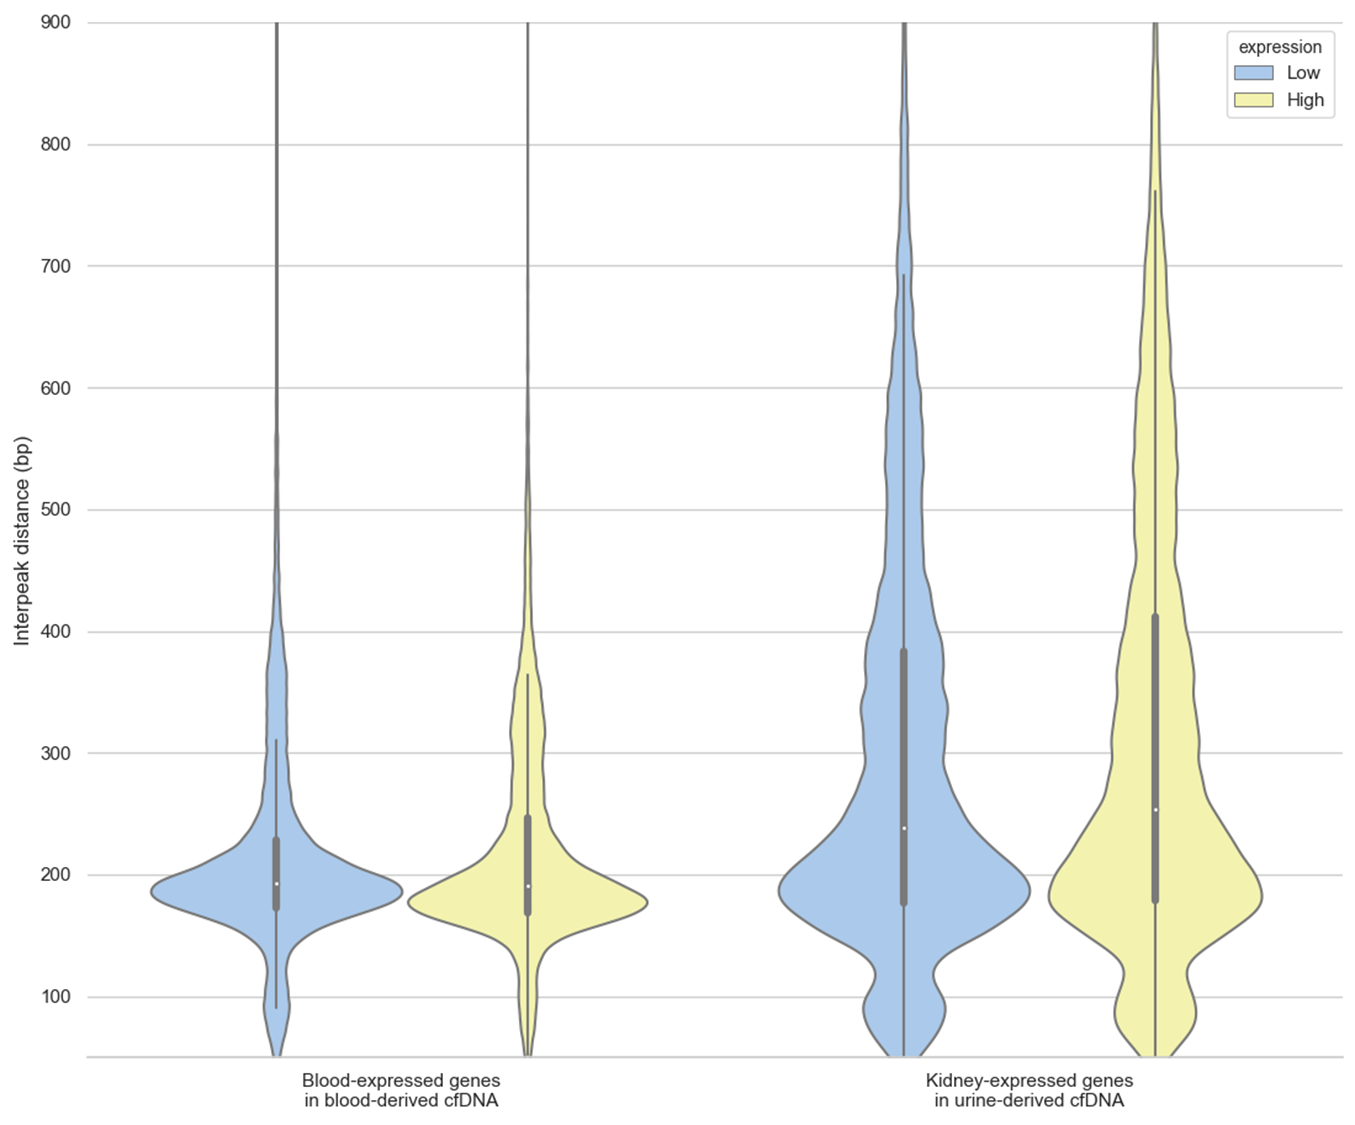 900
800
700
600
500
400
300
200
100
Interpeak distance (bp)
expression
Low
High
Blood-expressed genes
in blood-derived cfDNA
Kidney-expressed genes
in urine-derived cfDNA